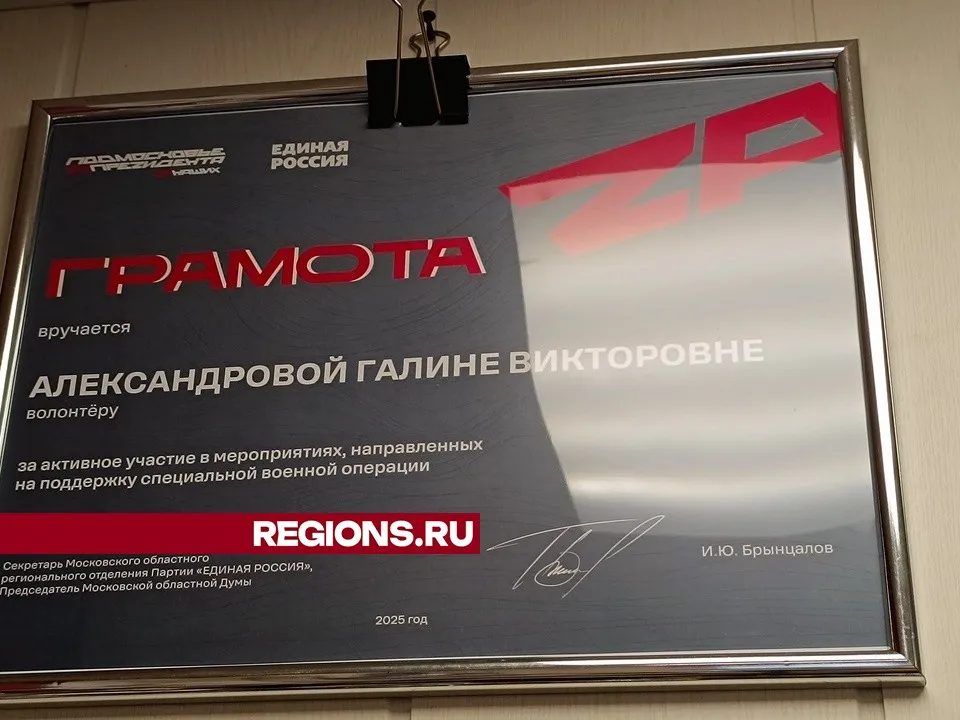 ПОДМОСКОВЬЕ
ЗА ПРЕЗИДЕНТА
ЗА НАШИХ
ЕДИНАЯ
РОССИЯ
ZP
ГРАМОТА
вручается
АЛЕКСАНДРОВОЙ ГАЛИНЕ ВИКТОРОВНЕ
волонтёру
за активное участие в мероприятиях, направленных
на поддержку специальной военной операции
REGIONS.RU
Секретарь Московского областного
регионального отделения Партии «ЕДИНАЯ РОССИЯ»,
Председатель Московской областной Думы
И.Ю. Брынцалов
2025 год